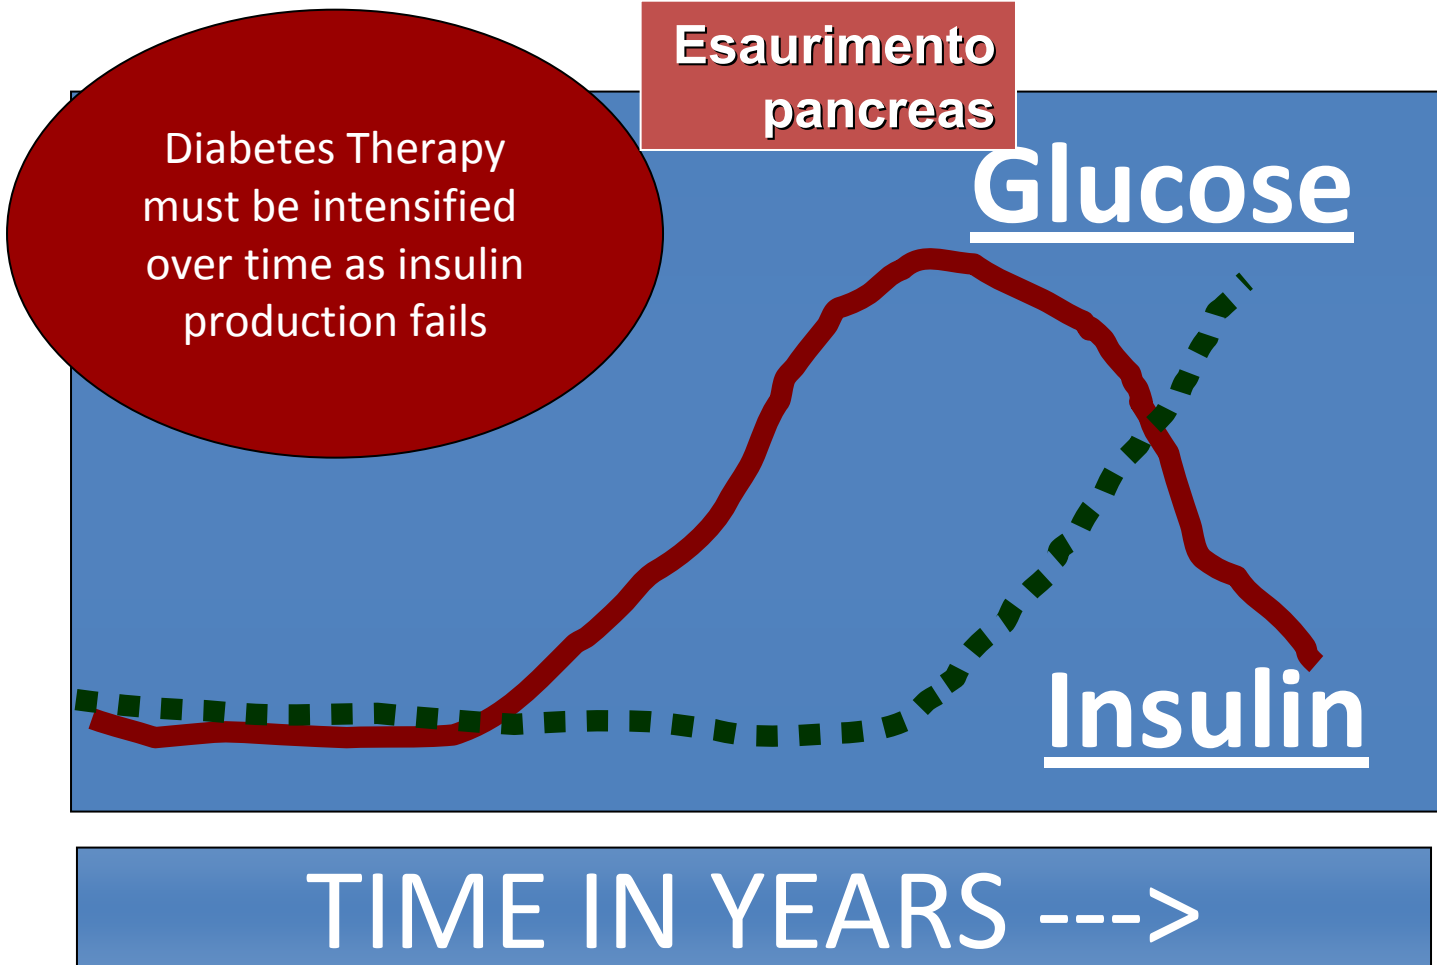 Esaurimento
pancreas
Diabetes Therapy
must be intensified
over time as insulin
production fails
Glucose
Insulin
TIME IN YEARS --->